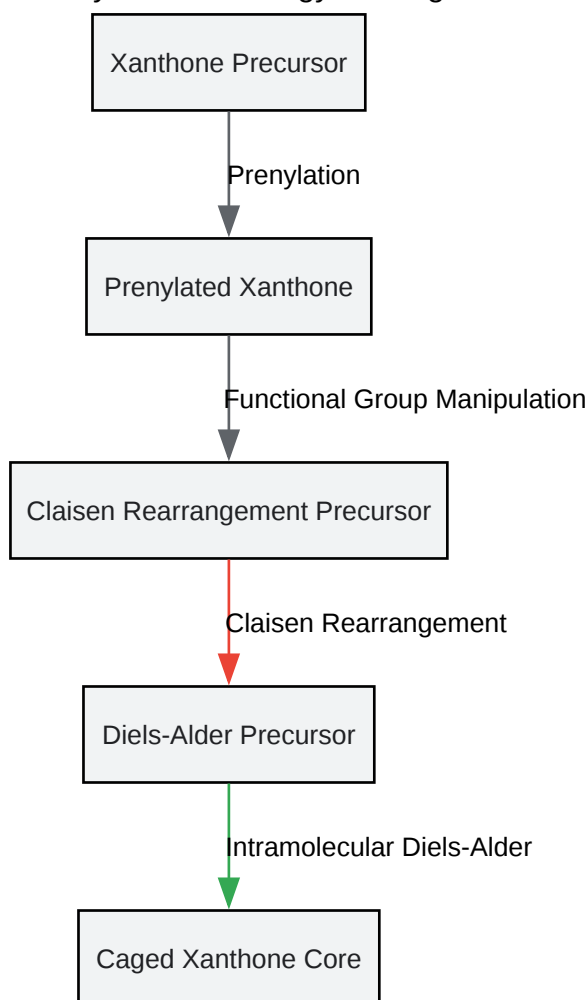 Xanthone Precursor
Prenylation
Prenylated Xanthone
Functional Group Manipulation
Claisen Rearrangement Precursor
Claisen Rearrangement
Diels-Alder Precursor
Intramolecular Diels-Alder
Caged Xanthone Core